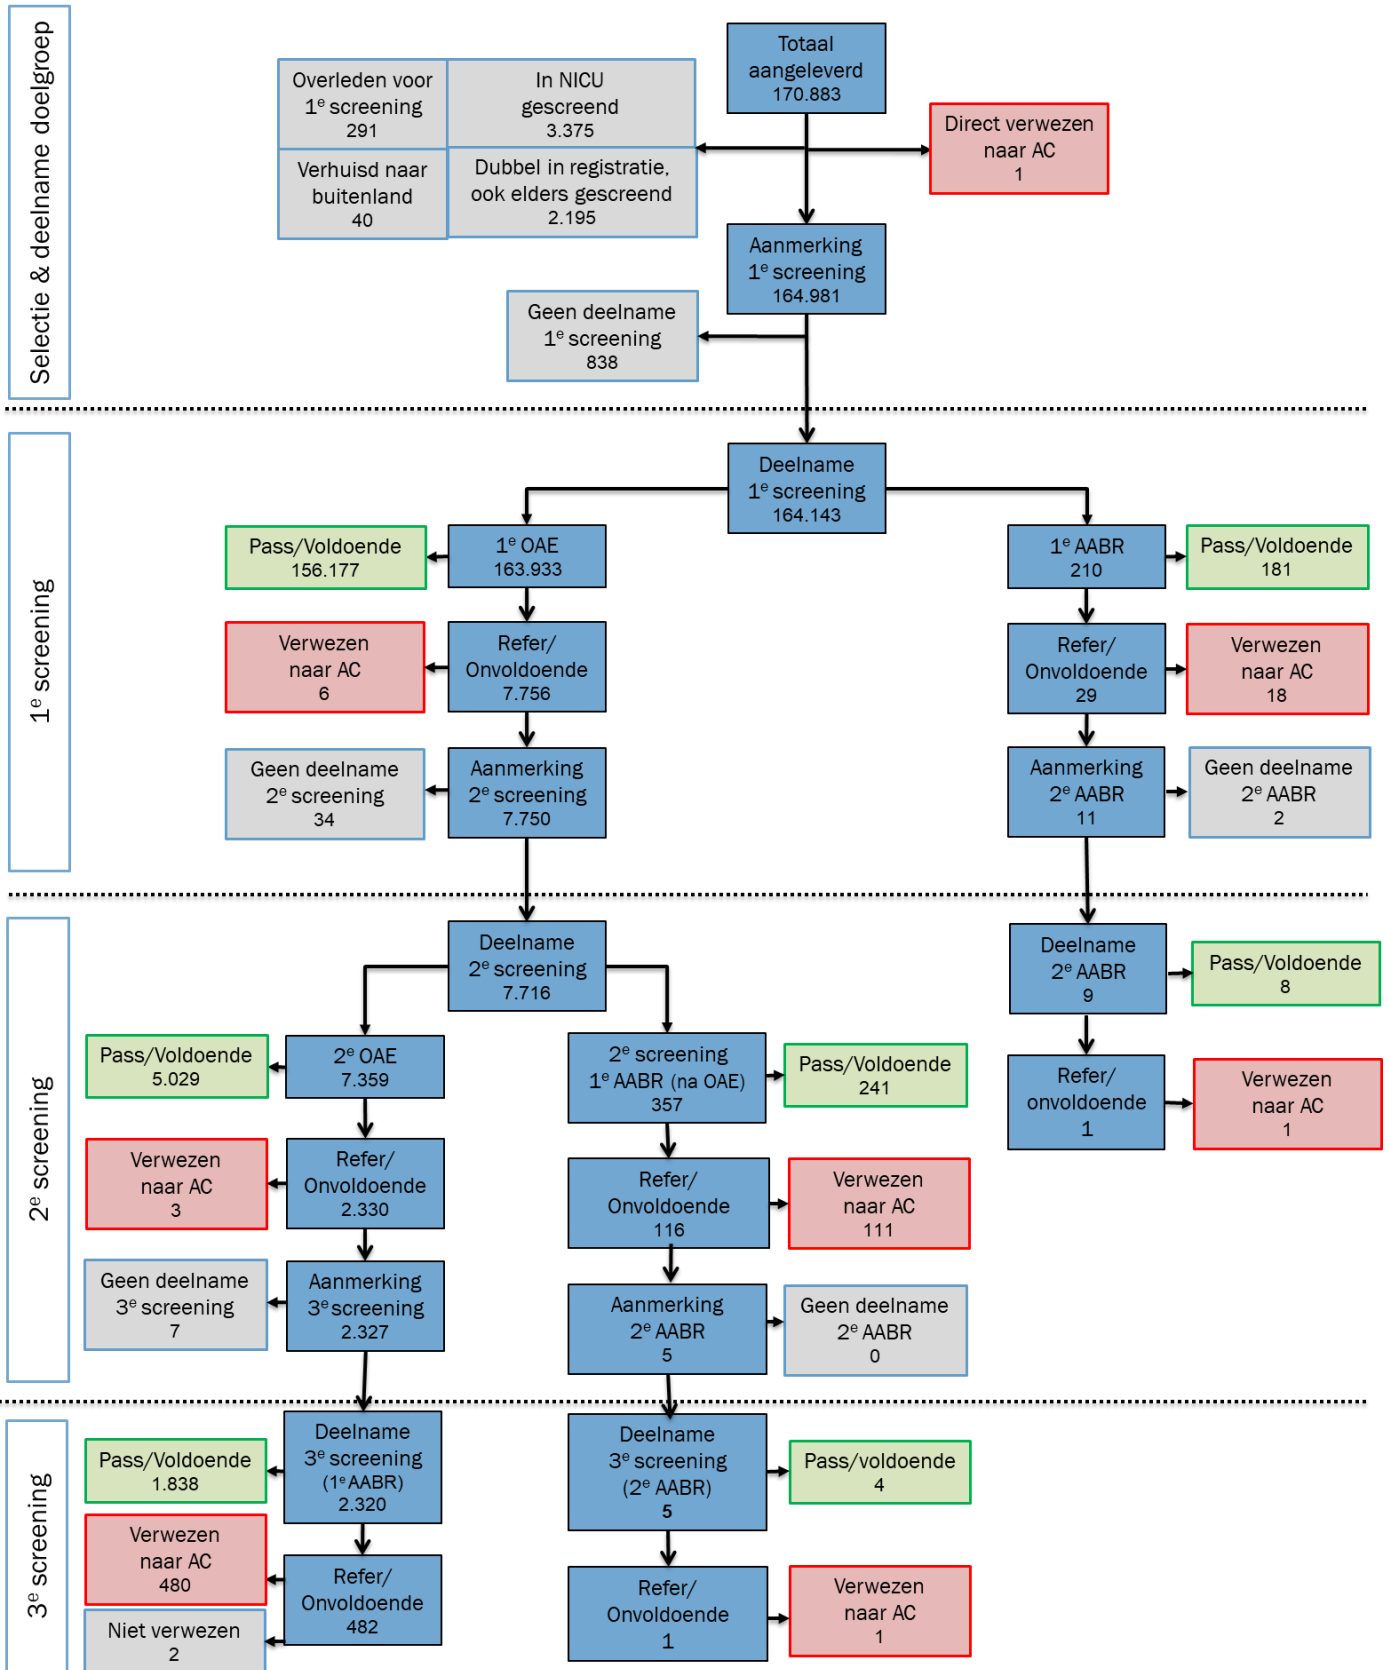 Selectie & deelname doelgroep
Totaal
aangeleverd
170.883
Overleden voor
1e screening
291
In NICU
gescreend
3.375
Verhuisd naar
buitenland
40
Dubbel in registratie,
ook elders gescreend
2.195
Direct verwezen
naar AC
1
Aanmerking
1e screening
164.981
Geen deelname
1e screening
838
1e screening
Deelname
1e screening
164.143
Pass/Voldoende
156.177
1e OAE
163.933
1e AABR
210
Pass/Voldoende
181
Verwezen
naar AC
6
Refer/
Onvoldoende
7.756
Refer/
Onvoldoende
29
Verwezen
naar AC
18
Geen deelname
2e screening
34
Aanmerking
2e screening
7.750
Aanmerking
2e AABR
11
Geen deelname
2e AABR
2
2e screening
Deelname
2e screening
7.716
Deelname
2e AABR
9
Pass/Voldoende
8
Pass/Voldoende
5.029
2e OAE
7.359
2e screening
1e AABR (na OAE)
357
Pass/Voldoende
241
Refer/
onvoldoende
1
Verwezen
naar AC
1
Verwezen
naar AC
3
Refer/
Onvoldoende
2.330
Refer/
Onvoldoende
116
Verwezen
naar AC
111
Geen deelname
3e screening
7
Aanmerking
3e screening
2.327
Aanmerking
2e AABR
5
Geen deelname
2e AABR
0
3e screening
Pass/Voldoende
1.838
Deelname
3e screening
(1e AABR)
2.320
Deelname
3e screening
(2e AABR)
5
Pass/voldoende
4
Verwezen
naar AC
480
Refer/
Onvoldoende
482
Niet verwezen
2
Refer/
Onvoldoende
1
Verwezen
naar AC
1